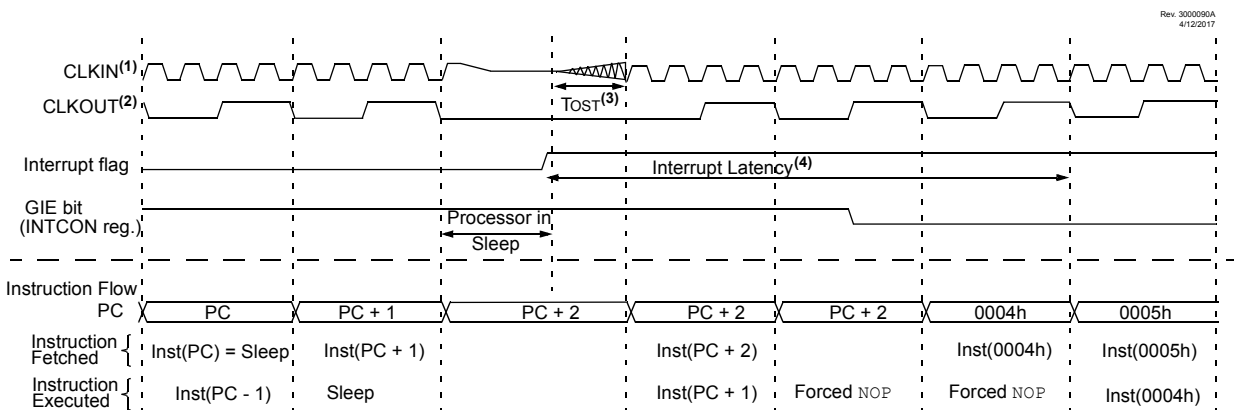 Rev. 3000090A
4/12/2017
CLKIN(1)
CLKOUT(2)
TOST(3)
Interrupt flag
Interrupt Latency(4)
GIE bit
(INTCON reg.)
Processor in
Sleep
Instruction Flow
PC PC PC + 1 PC + 2 PC + 2 PC + 2 0004h 0005h
Instruction
Fetched { Inst(PC) = Sleep Inst(PC + 1) Inst(PC + 2) Inst(0004h) Inst(0005h)
Instruction
Executed { Inst(PC - 1) Sleep Inst(PC + 1) Forced NOP Forced NOP Inst(0004h)